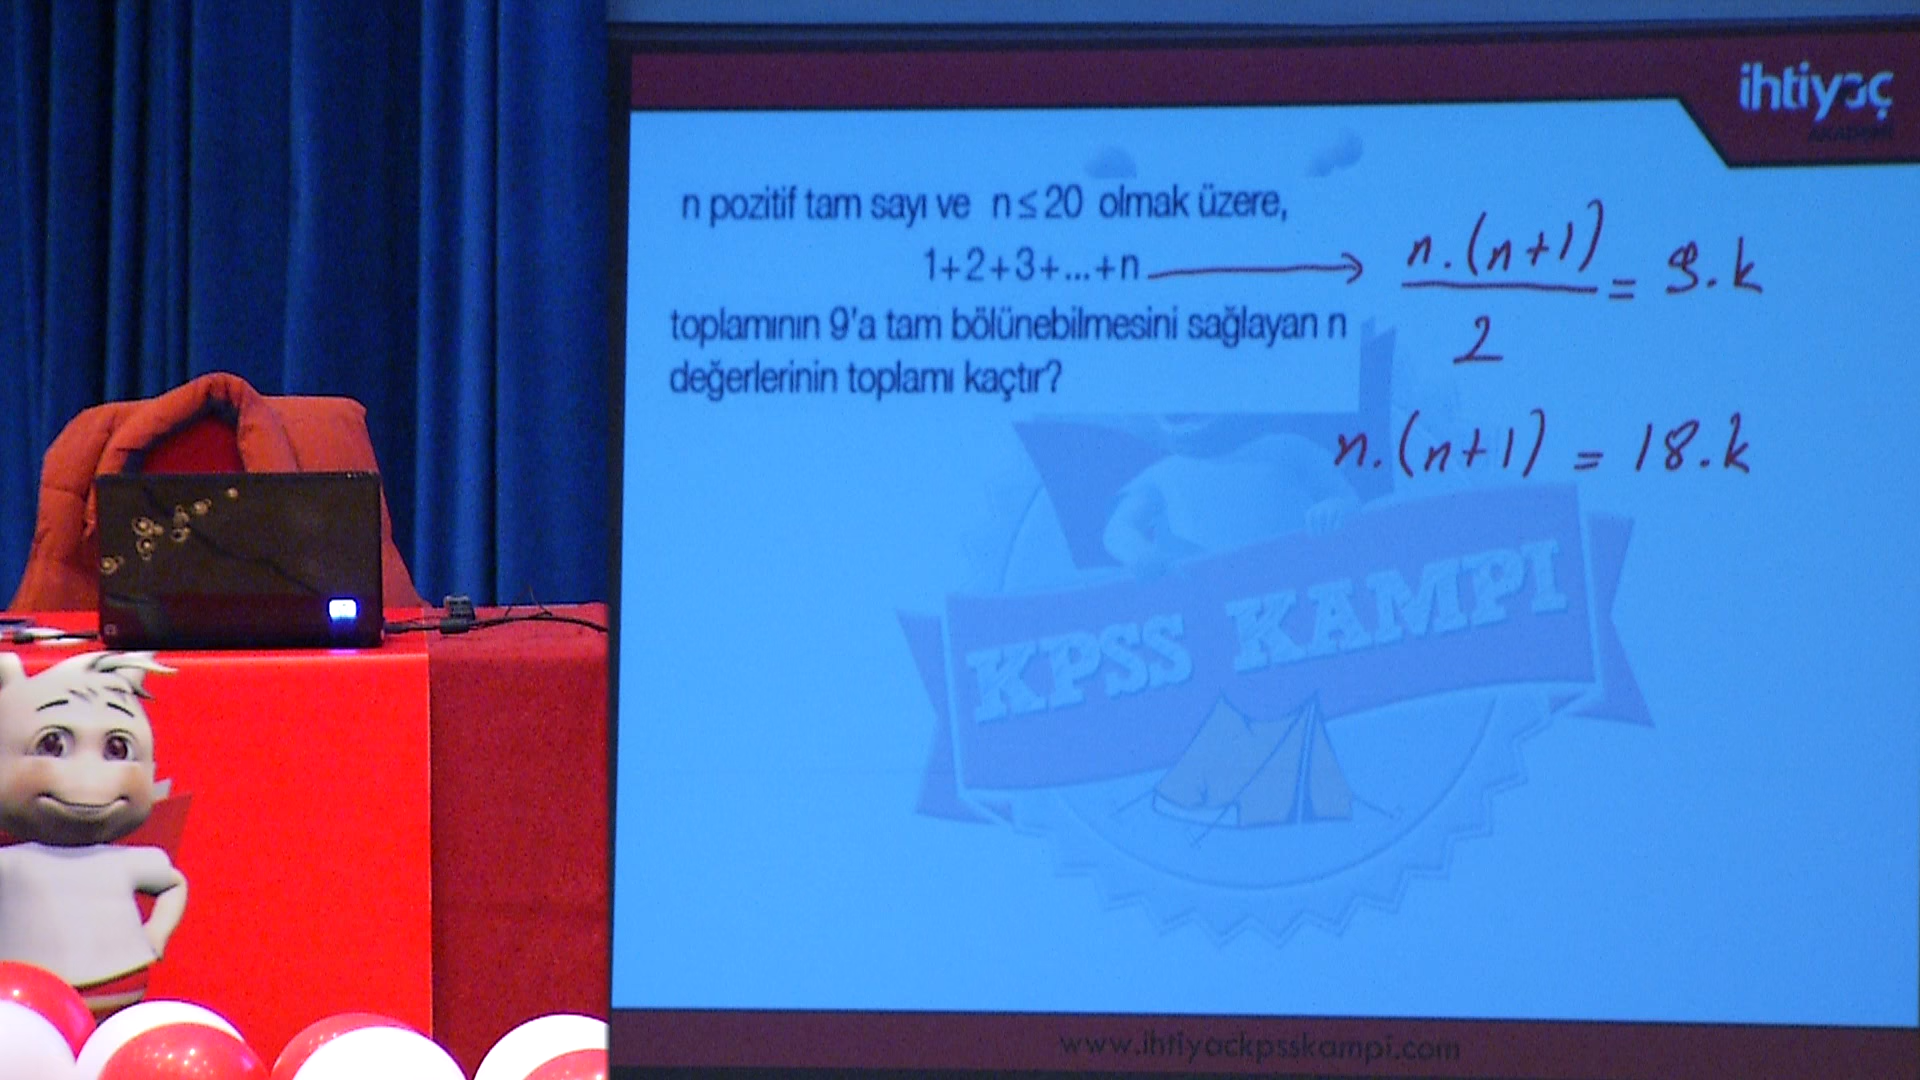 ihtiyaç
AKADEMİ
n pozitif tam sayı ve n ≤ 20 olmak üzere,
1+2+3+...+n → n.(n+1)/2 = 9.k
toplamının 9'a tam bölünebilmesini sağlayan n
değerlerinin toplamı kaçtır?
n.(n+1) = 18.k
KPSS KAMPI
www.ihtiyackpsskampi.com